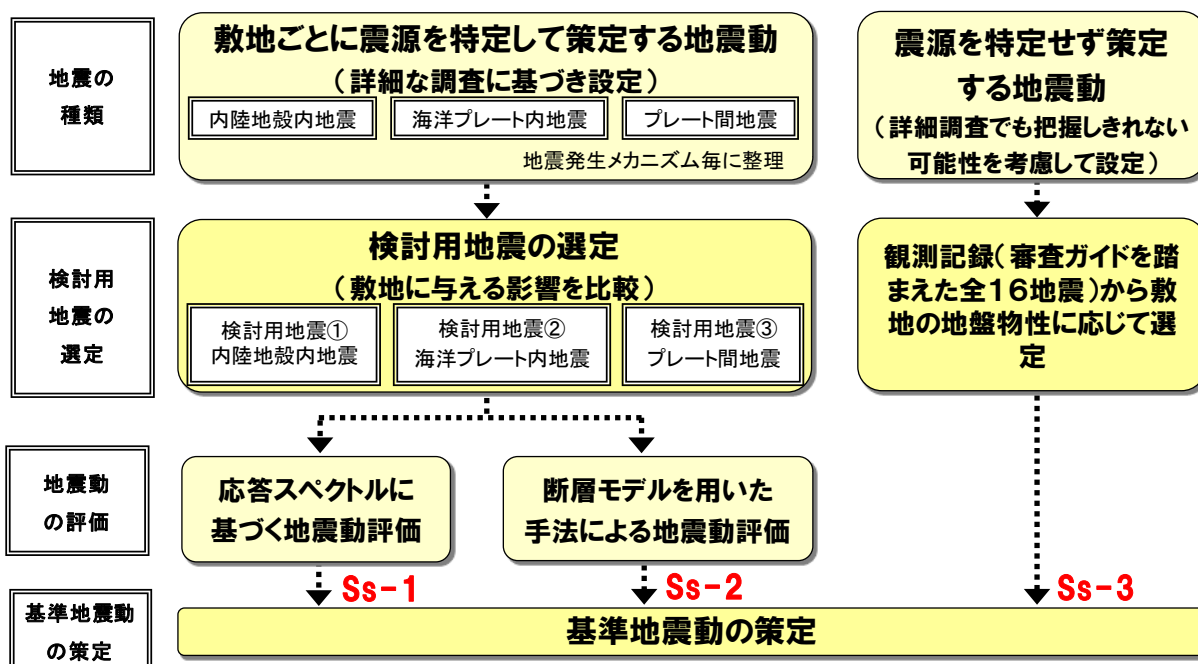 地震の
種類
敷地ごとに震源を特定して策定する地震動
(詳細な調査に基づき設定)
内陸地殻内地震
海洋プレート内地震
プレート間地震
地震発生メカニズム毎に整理
震源を特定せず策定
する地震動
(詳細調査でも把握しきれない
可能性を考慮して設定)
検討用
地震の
選定
検討用地震の選定
(敷地に与える影響を比較)
検討用地震①
内陸地殻内地震
検討用地震②
海洋プレート内地震
検討用地震③
プレート間地震
観測記録(審査ガイドを踏
まえた全16地震)から敷
地の地盤物性に応じて選
定
地震動
の評価
応答スペクトルに
基づく地震動評価
断層モデルを用いた
手法による地震動評価
Ss-1
Ss-2
Ss-3
基準地震動
の策定
基準地震動の策定